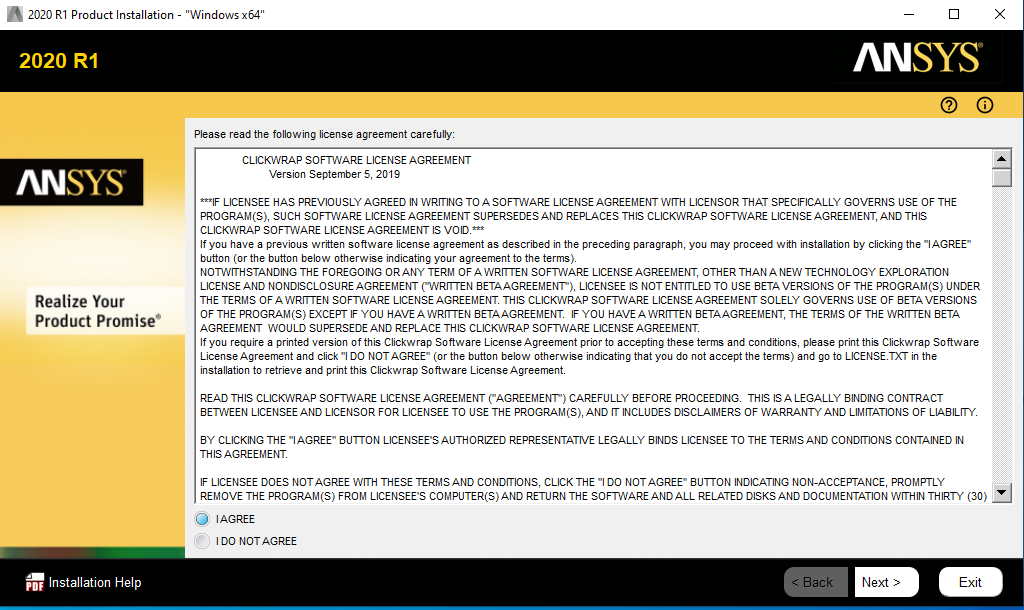 2020 R1 Product Installation - "Windows x64"
2020 R1
ANSYS
Please read the following license agreement carefully:
CLICKWRAP SOFTWARE LICENSE AGREEMENT
Version September 5, 2019
***IF LICENSEE HAS PREVIOUSLY AGREED IN WRITING TO A SOFTWARE LICENSE AGREEMENT WITH LICENSOR THAT SPECIFICALLY GOVERNS USE OF THE
PROGRAM(S), SUCH SOFTWARE LICENSE AGREEMENT SUPERSEDES AND REPLACES THIS CLICKWRAP SOFTWARE LICENSE AGREEMENT, AND THIS
CLICKWRAP SOFTWARE LICENSE AGREEMENT IS VOID.***
If you have a previous written software license agreement as described in the preceding paragraph, you may proceed with installation by clicking the "I AGREE"
button (or the button below otherwise indicating your agreement to the terms).
NOTWITHSTANDING THE FOREGOING OR ANY TERM OF A WRITTEN SOFTWARE LICENSE AGREEMENT, OTHER THAN A NEW TECHNOLOGY EXPLORATION
LICENSE AND NONDISCLOSURE AGREEMENT ("WRITTEN BETA AGREEMENT"), LICENSEE IS NOT ENTITLED TO USE BETA VERSIONS OF THE PROGRAM(S) UNDER
THE TERMS OF A WRITTEN SOFTWARE LICENSE AGREEMENT. THIS CLICKWRAP SOFTWARE LICENSE AGREEMENT SOLELY GOVERNS USE OF BETA VERSIONS
OF THE PROGRAM(S) EXCEPT IF YOU HAVE A WRITTEN BETA AGREEMENT.  IF YOU HAVE A WRITTEN BETA AGREEMENT, THE TERMS OF THE WRITTEN BETA
AGREEMENT  WOULD SUPERSEDE AND REPLACE THIS CLICKWRAP SOFTWARE LICENSE AGREEMENT.
If you require a printed version of this Clickwrap Software License Agreement prior to accepting these terms and conditions, please print this Clickwrap Software
License Agreement and click "I DO NOT AGREE" (or the button below otherwise indicating that you do not accept the terms) and go to LICENSE.TXT in the
installation to retrieve and print this Clickwrap Software License Agreement.
READ THIS CLICKWRAP SOFTWARE LICENSE AGREEMENT ("AGREEMENT") CAREFULLY BEFORE PROCEEDING.  THIS IS A LEGALLY BINDING CONTRACT
BETWEEN LICENSEE AND LICENSOR FOR LICENSEE TO USE THE PROGRAM(S), AND IT INCLUDES DISCLAIMERS OF WARRANTY AND LIMITATIONS OF LIABILITY.
BY CLICKING THE "I AGREE" BUTTON LICENSEE'S AUTHORIZED REPRESENTATIVE LEGALLY BINDS LICENSEE TO THE TERMS AND CONDITIONS CONTAINED IN
THIS AGREEMENT.
IF LICENSEE DOES NOT AGREE WITH THESE TERMS AND CONDITIONS, CLICK THE "I DO NOT AGREE" BUTTON INDICATING NON-ACCEPTANCE, PROMPTLY
REMOVE THE PROGRAM(S) FROM LICENSEE'S COMPUTER(S) AND RETURN THE SOFTWARE AND ALL RELATED DISKS AND DOCUMENTATION WITHIN THIRTY (30)
ANSYS®
Realize Your
Product Promise®
I AGREE
I DO NOT AGREE
PDF Installation Help
< Back
Next >
Exit